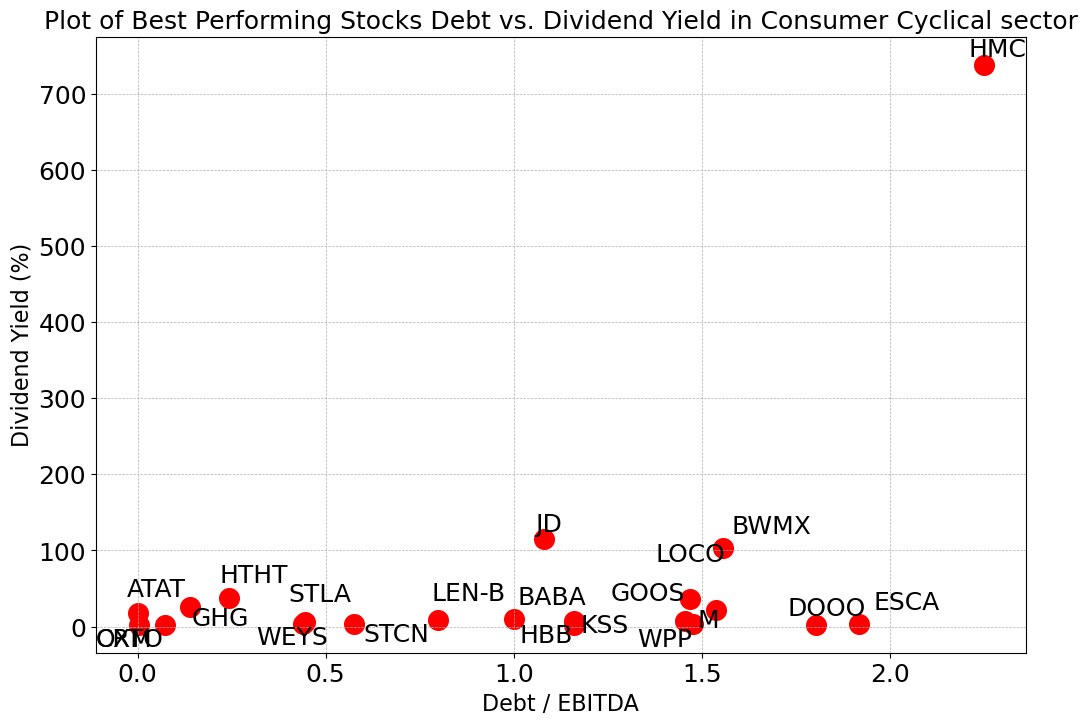 Plot of Best Performing Stocks Debt vs. Dividend Yield in Consumer Cyclical sector
HMC
700
600
500
400
300
200
100
0
Dividend Yield (%)
JD
BWMX
LOCO
HTHT
ATAT
STLA
LEN-B
BABA
GOOS
DOOO
ESCA
GHG
WEYS
STCN
HBB
KSS
WPP
M
0.0
0.5
1.0
1.5
2.0
Debt / EBITDA